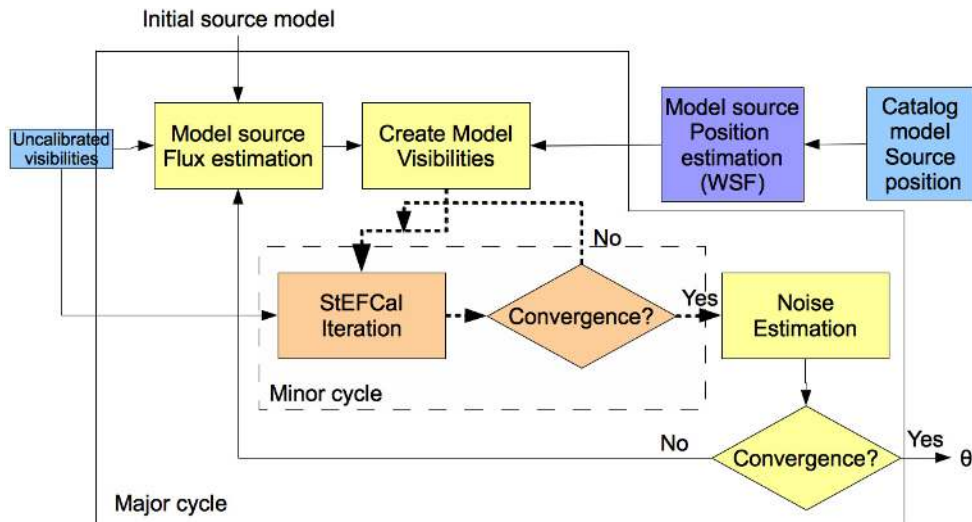 Initial source model
Uncalibrated
visibilities
Model source
Flux estimation
Create Model
Visibilities
Model source
Position
estimation
(WSF)
Catalog
model
Source
position
No
StEFCal
Iteration
Convergence?
Yes
Noise
Estimation
Minor cycle
No
Convergence?
Yes
θ
Major cycle